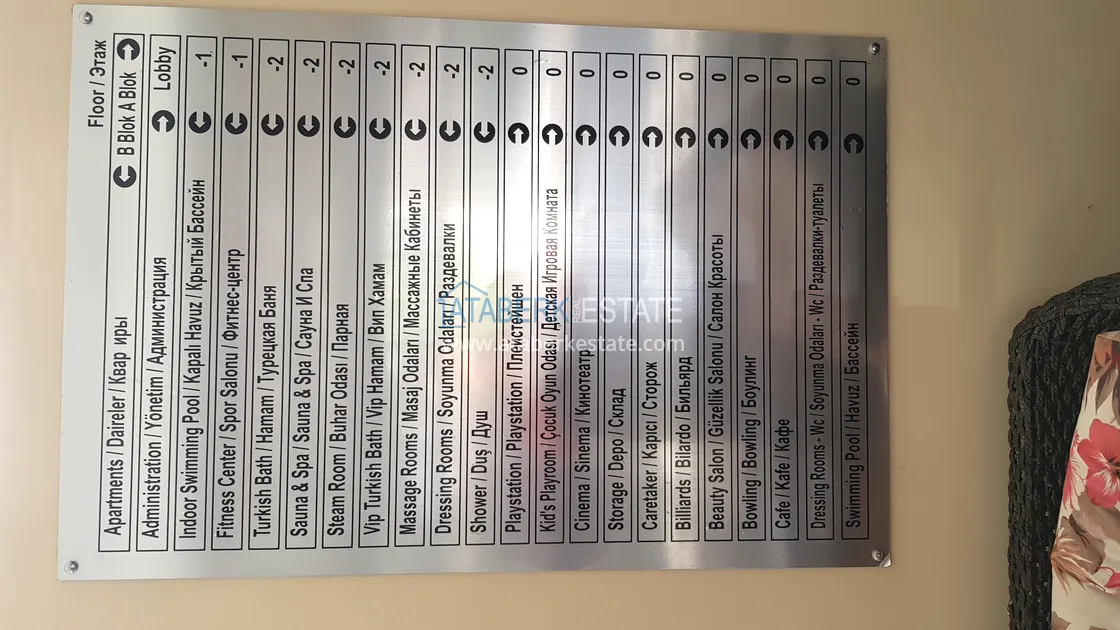 Floor / Этаж
Apartments / Daireler / Квар иры B Blok A Blok
Administration / Yönetim / Администрация Lobby
Indoor Swimming Pool / Kapalı Havuz / Крытый Бассейн -1
Fitness Center / Spor Salonu / Фитнес-центр -1
Turkish Bath / Hamam / Турецкая Баня -2
Sauna & Spa / Sauna & Spa / Сауна И Спа -2
Steam Room / Buhar Odası / Парная -2
Vip Turkish Bath / Vip Hamam / Вип Хамам -2
Massage Rooms / Masaj Odaları / Массажные Кабинеты -2
Dressing Rooms / Soyunma Odaları / Раздевалки -2
Shower / Duş / Душ -2
Playstation / Playstation / Плейстейшен 0
Kid's Playroom / Çocuk Oyun Odası / Детская Игровая Комната 0
Cinema / Sinema / Кинотеатр 0
Storage / Depo / Склад 0
Caretaker / Kapıcı / Сторож 0
Billiards / Bilardo / Бильярд 0
Beauty Salon / Güzellik Salonu / Салон Красоты 0
Bowling / Bowling / Боулинг 0
Cafe / Kafe / Кафе 0
Dressing Rooms - Wc / Soyunma Odaları - Wc / Раздевалки-туалеты 0
Swimming Pool / Havuz / Бассейн 0
ATABERK REAL ESTATE
www.ataberkestate.com